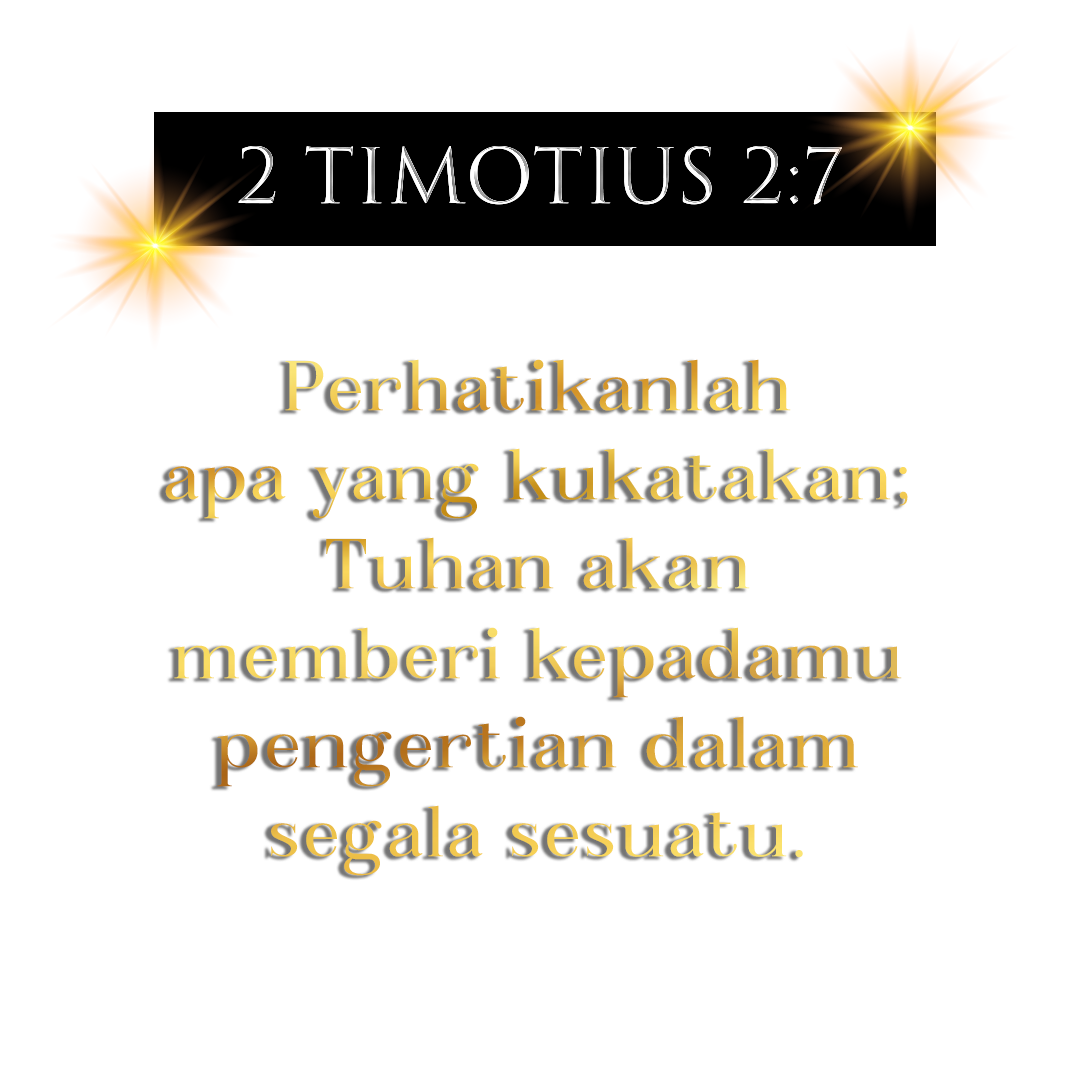 2 TIMOTIUS 2:7
Perhatikanlah
apa yang kukatakan;
Tuhan akan
memberi kepadamu
pengertian dalam
segala sesuatu.